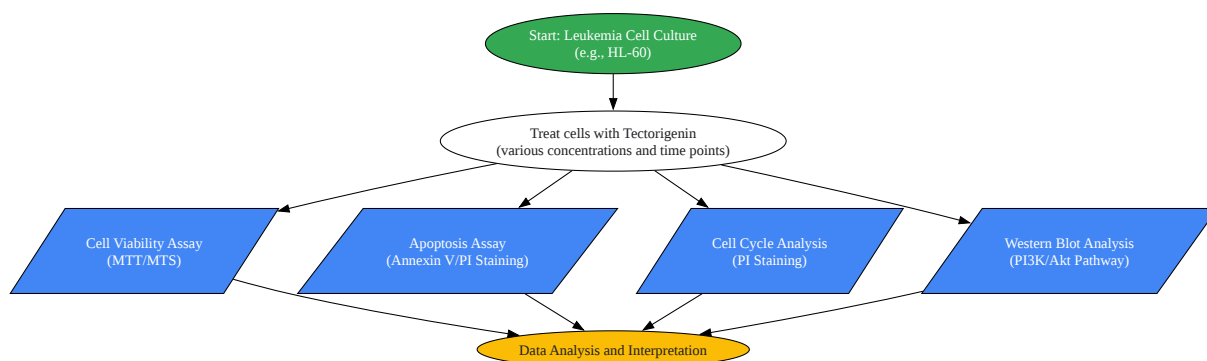 Start: Leukemia Cell Culture
(e.g., HL-60)
Treat cells with Tectorigenin
(various concentrations and time points)
Cell Viability Assay
(MTT/MTS)
Apoptosis Assay
(Annexin V/PI Staining)
Cell Cycle Analysis
(PI Staining)
Western Blot Analysis
(PI3K/Akt Pathway)
Data Analysis and Interpretation